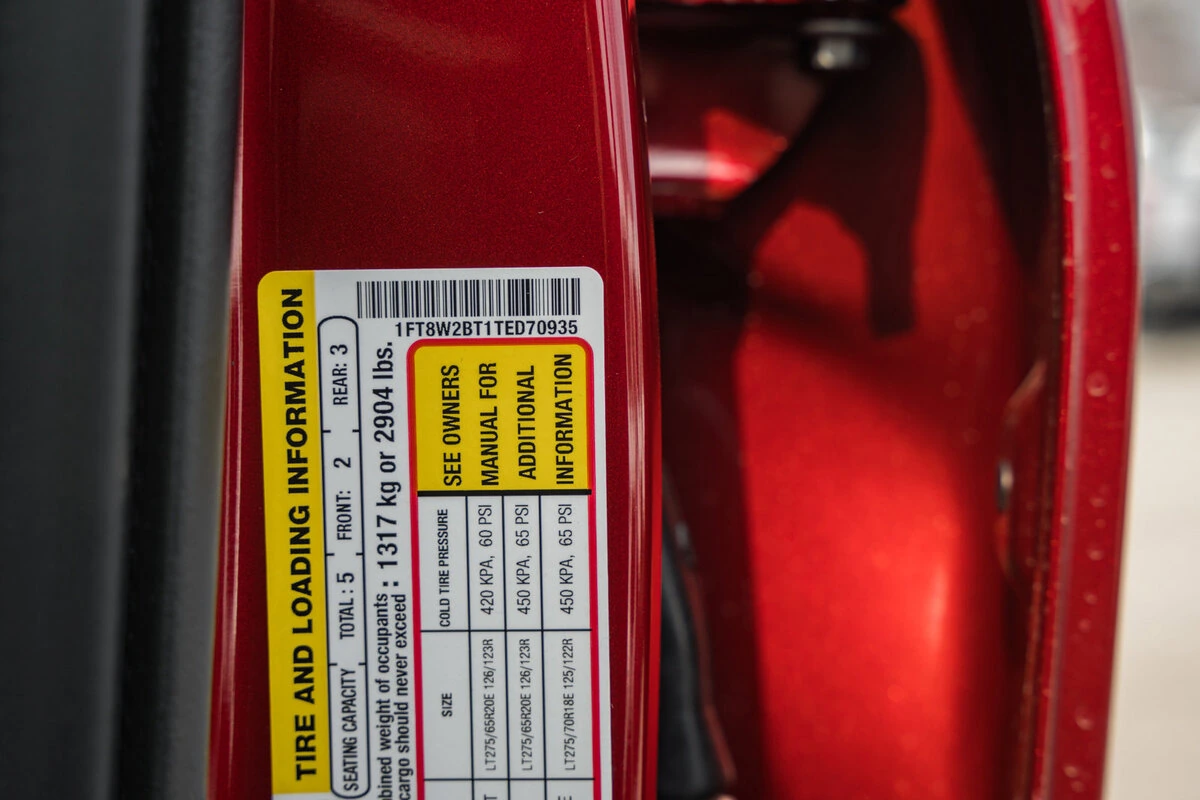 TIRE AND LOADING INFORMATION
SEATING CAPACITY TOTAL: 5 FRONT: 2 REAR: 3
of occupants : 1317 kg or 2904 lbs.
cargo should never exceed :
1FT8W2BT1TED70935
SIZE COLD TIRE PRESSURE
LT275/65R20E 126/123R 420 KPA, 60 PSI
LT275/65R20E 126/123R 450 KPA, 65 PSI
LT275/70R18E 125/122R 450 KPA, 65 PSI
SEE OWNERS
MANUAL FOR
ADDITIONAL
INFORMATION